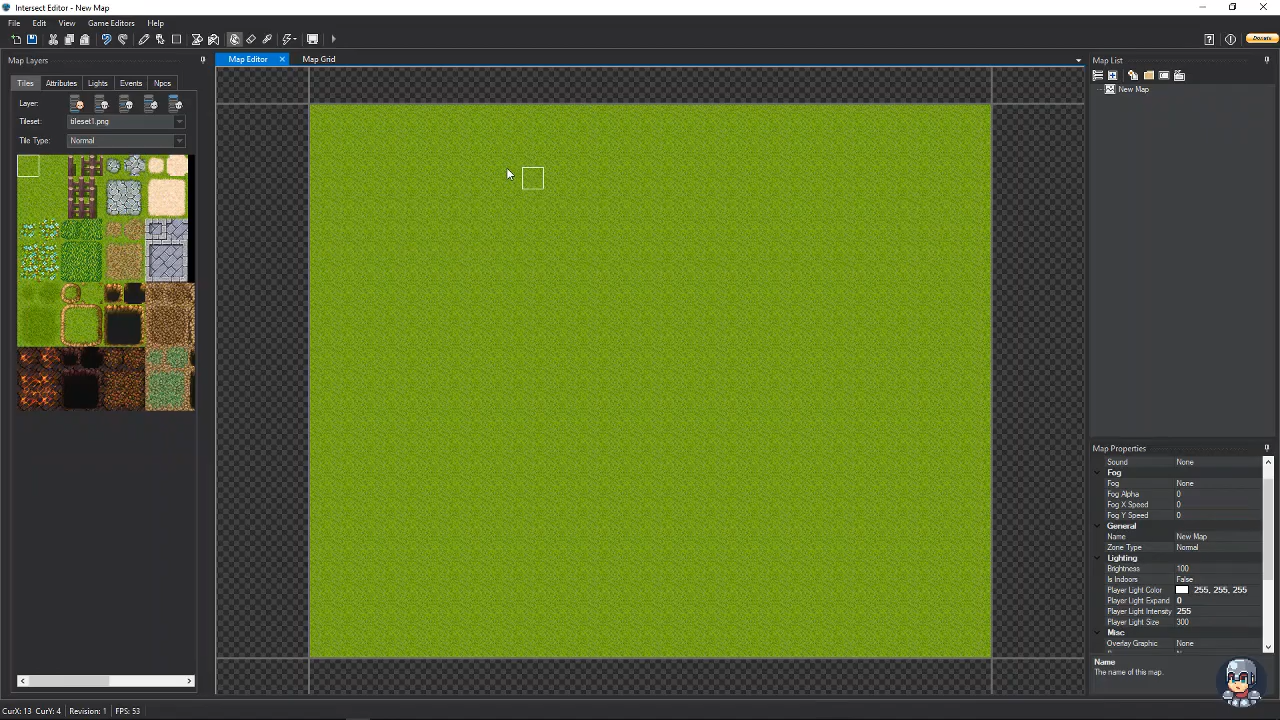 Intersect Editor - New Map
File Edit View Game Editors Help
Donate
Map Layers
Map Editor
Map Grid
Map List
Tiles Attributes Lights Events Npcs
Layer:
Tileset: tileset1.png
Tile Type: Normal
New Map
Map Properties
Sound None
Fog
Fog None
Fog Alpha 0
Fog X Speed 0
Fog Y Speed 0
General
Name New Map
Zone Type Normal
Lighting
Brightness 100
Is Indoors False
Player Light Color 255, 255, 255
Player Light Expand 0
Player Light Intensity 255
Player Light Size 300
Misc
Overlay Graphic None
Name
The name of this map.
CurX: 13 CurY: 4 Revision: 1 FPS: 53